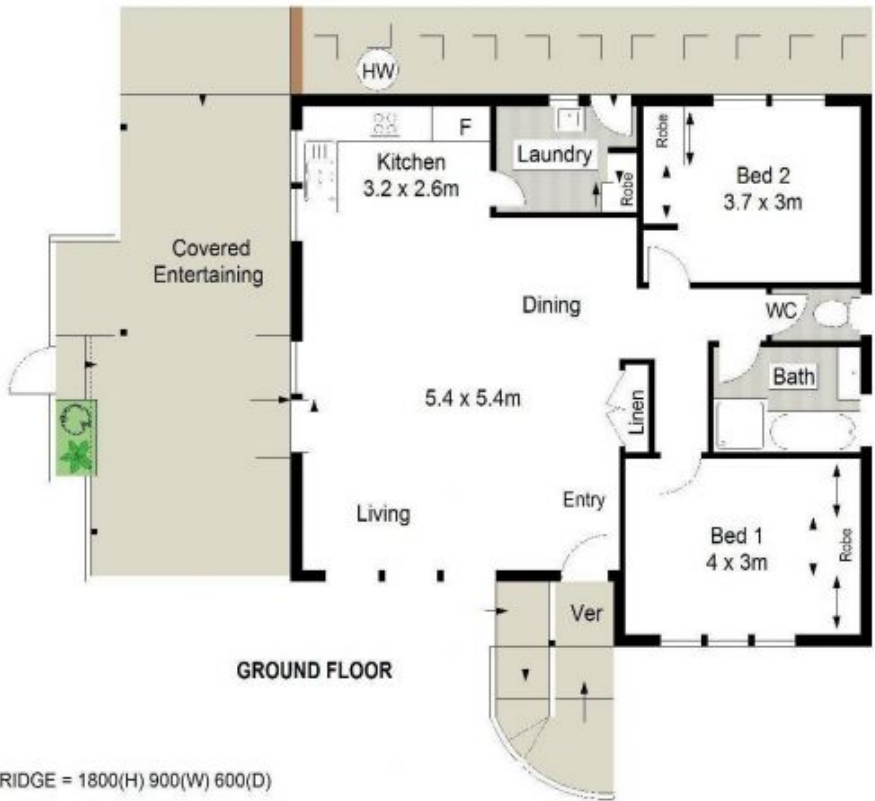 HW
F
Kitchen
3.2 x 2.6m
Laundry
Robe
Robe
Bed 2
3.7 x 3m
Covered
Entertaining
Dining
WC
Bath
5.4 x 5.4m
Linen
Living
Entry
Bed 1
4 x 3m
Robe
Ver
GROUND FLOOR
RIDGE = 1800(H) 900(W) 600(D)